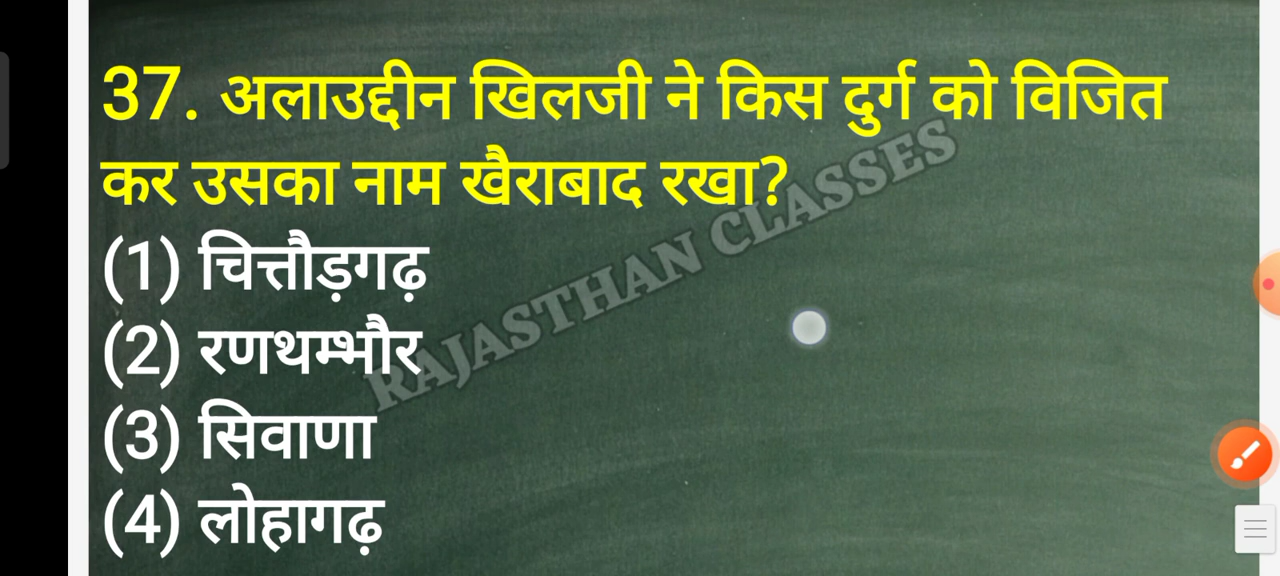 37. अलाउद्दीन खिलजी ने किस दुर्ग को विजित
कर उसका नाम खैराबाद रखा?
(1) चित्तौड़गढ़
(2) रणथम्भौर
(3) सिवाणा
(4) लोहागढ़
RAJASTHAN CLASSES